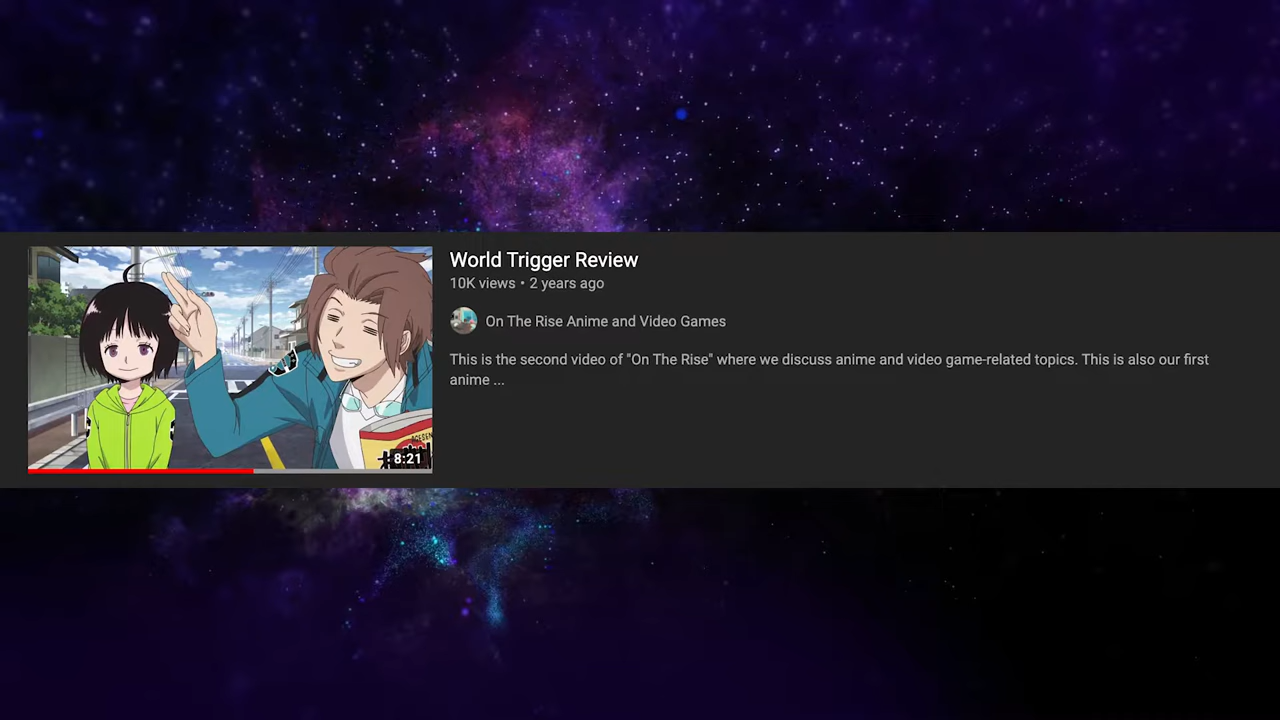 World Trigger Review
10K views • 2 years ago
On The Rise Anime and Video Games
This is the second video of "On The Rise" where we discuss anime and video game-related topics. This is also our first
anime ...
8:21